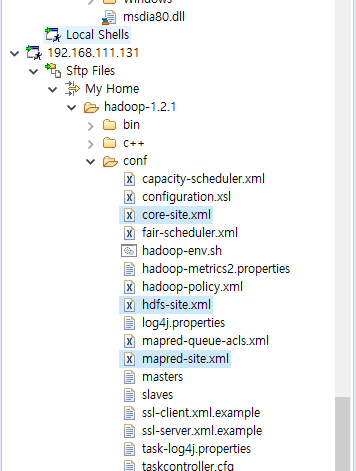 Windows
msdia80.dll
Local Shells
192.168.111.131
Sftp Files
My Home
hadoop-1.2.1
bin
c++
conf
capacity-scheduler.xml
configuration.xsl
core-site.xml
fair-scheduler.xml
hadoop-env.sh
hadoop-metrics2.properties
hadoop-policy.xml
hdfs-site.xml
log4j.properties
mapred-queue-acls.xml
mapred-site.xml
masters
slaves
ssl-client.xml.example
ssl-server.xml.example
task-log4j.properties
taskcontroller.cfg